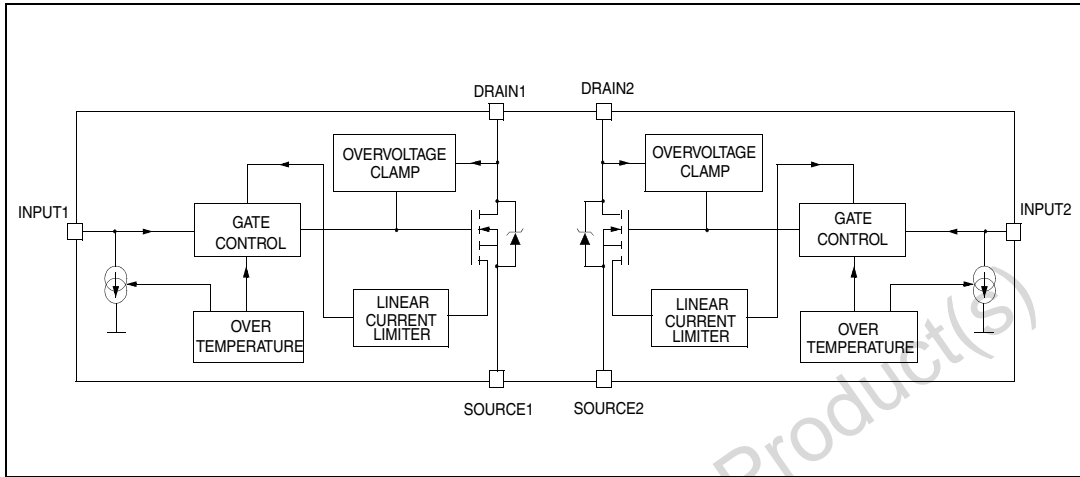 DRAIN1
DRAIN2
OVERVOLTAGE
CLAMP
OVERVOLTAGE
CLAMP
INPUT1
GATE
CONTROL
GATE
CONTROL
INPUT2
LINEAR
CURRENT
LIMITER
LINEAR
CURRENT
LIMITER
OVER
TEMPERATURE
OVER
TEMPERATURE
SOURCE1
SOURCE2
Product(s)